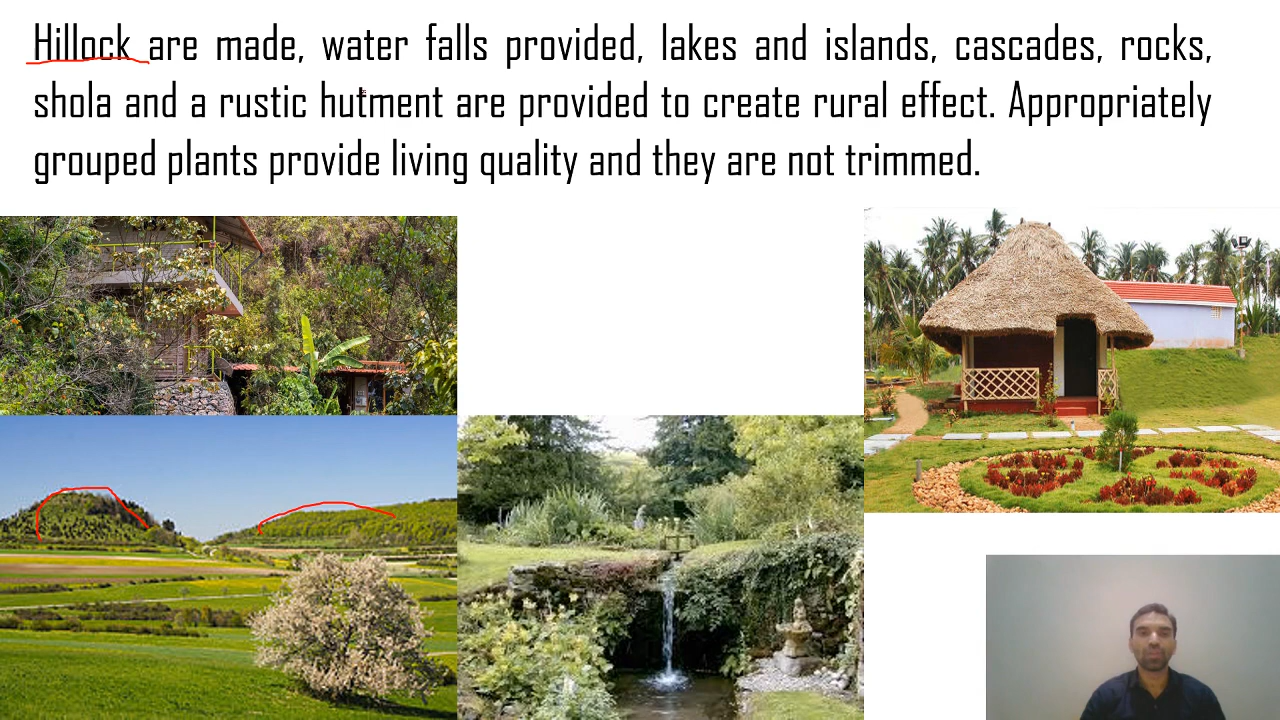 Hillock are made, water falls provided, lakes and islands, cascades, rocks,
shola and a rustic hutment are provided to create rural effect. Appropriately
grouped plants provide living quality and they are not trimmed.